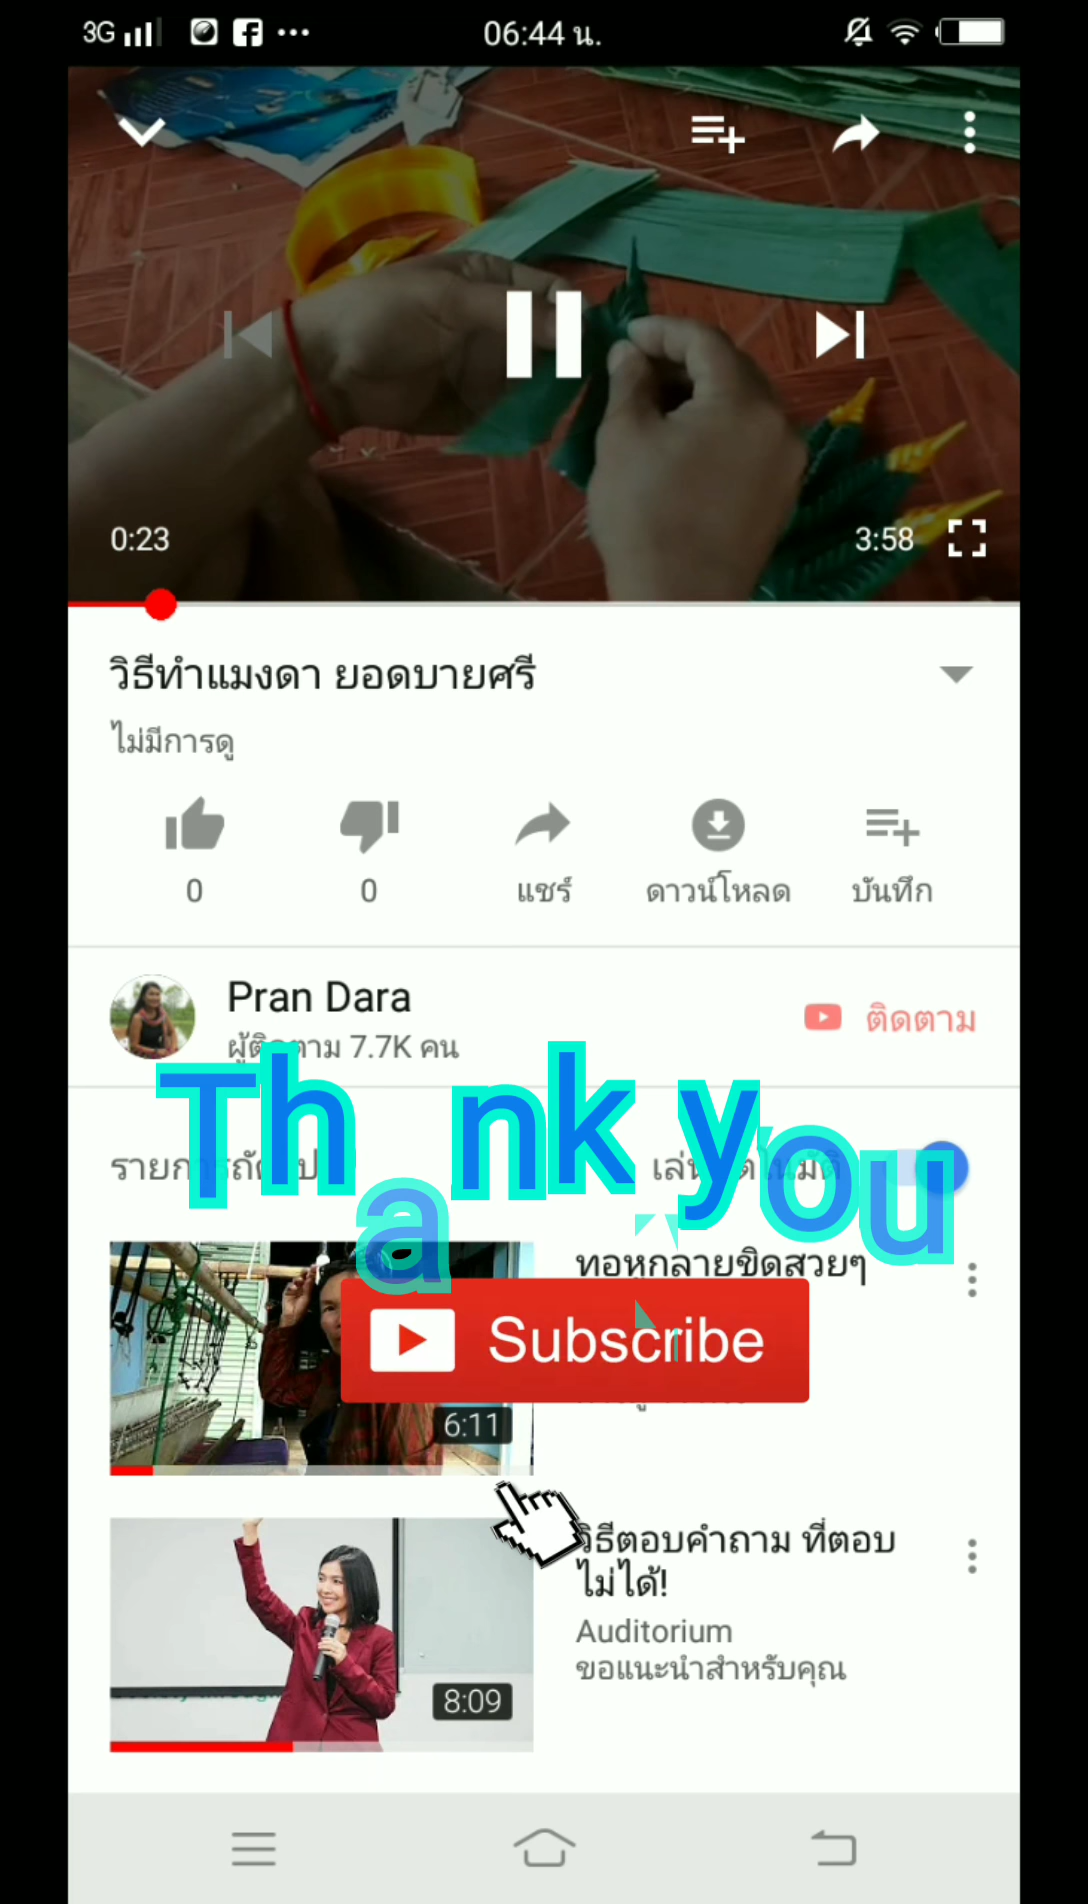 3G 06:44 น.
0:23 3:58
วิธีทำแมงดา ยอดบายศรี
ไม่มีการดู
0 0 แชร์ ดาวน์โหลด บันทึก
Pran Dara
ติดตาม
7.7K คน
Thank you
ทอหูกลายขิดสวยๆ
Subscribe
6:11
วิธีตอบคำถาม ที่ตอบ
ไม่ได้!
Auditorium
ขอแนะนำสำหรับคุณ
8:09